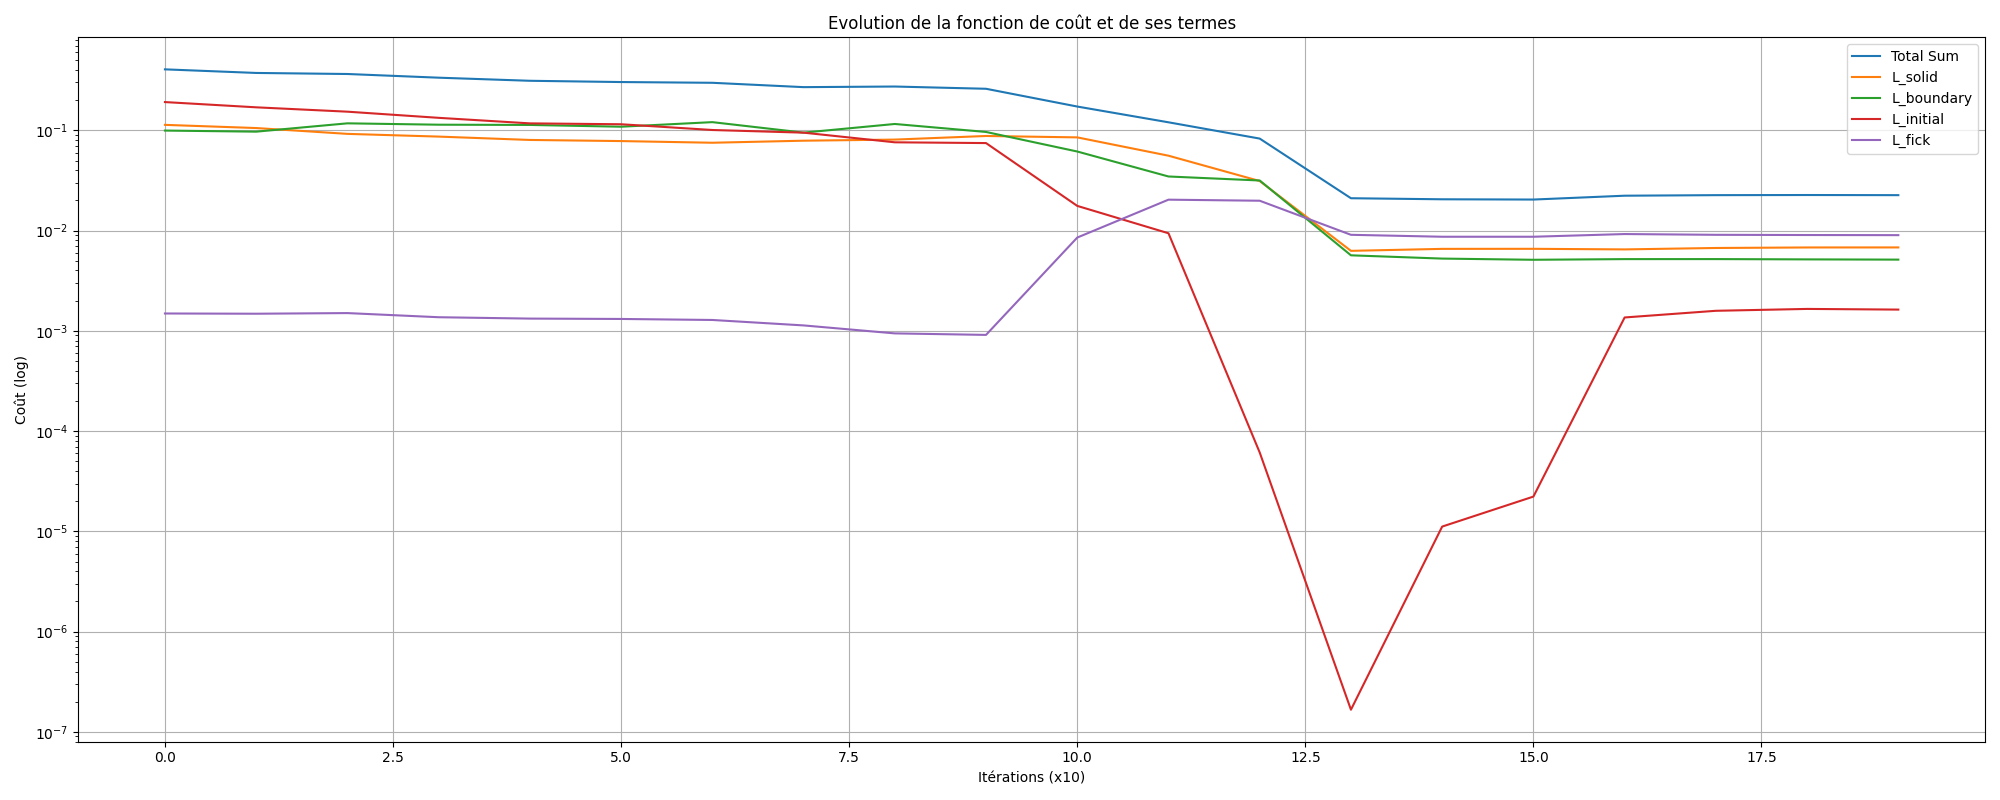 Evolution de la fonction de coût et de ses termes
Total Sum
L_solid
L_boundary
L_initial
L_fick
Coût (log)
10⁻¹
10⁻²
10⁻³
10⁻⁴
10⁻⁵
10⁻⁶
10⁻⁷
0.0 2.5 5.0 7.5 10.0 12.5 15.0 17.5
Itérations (x10)